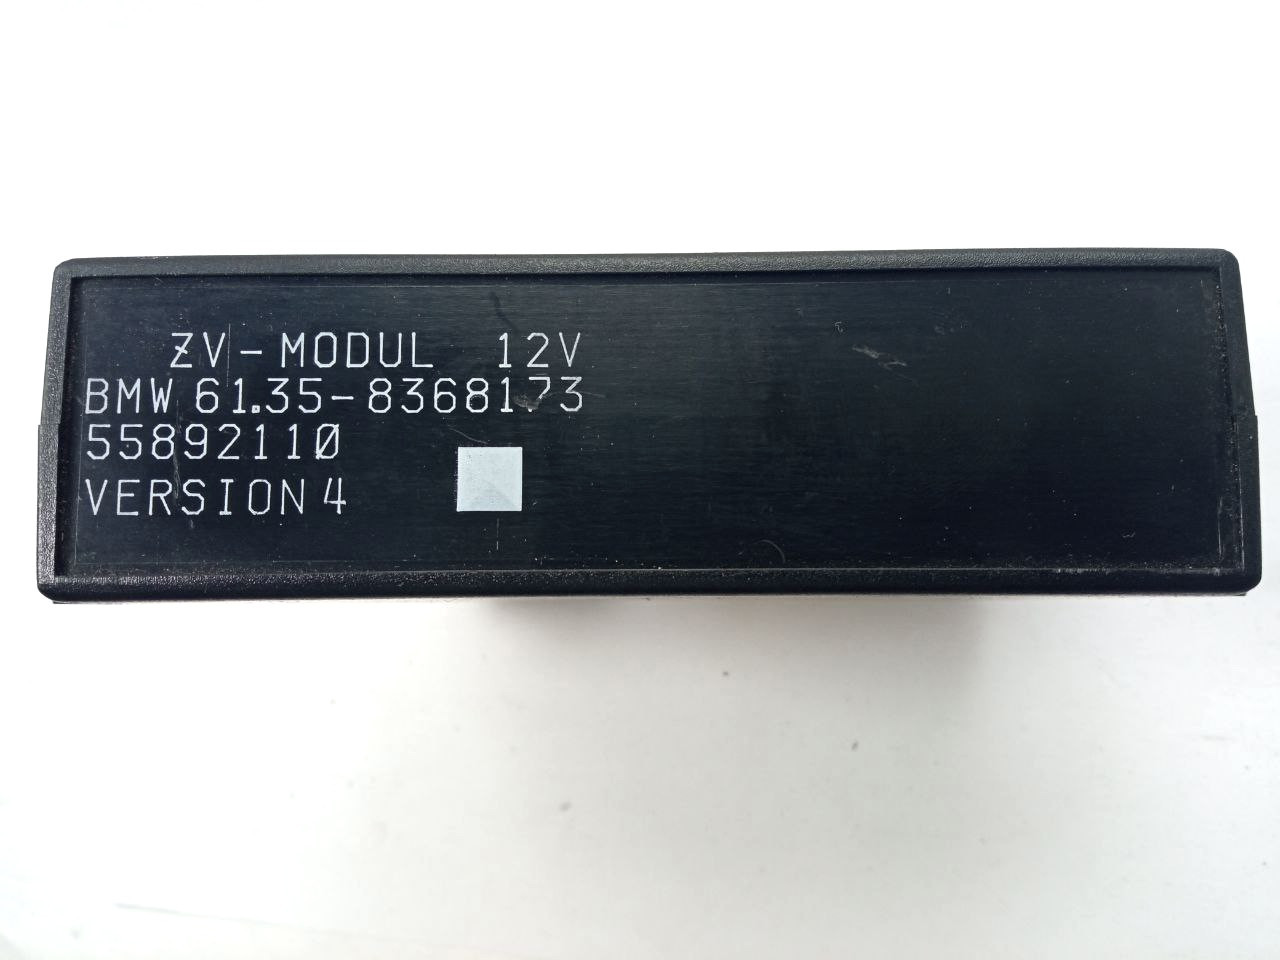 ZV-MODUL 12V
BMW 61.35-8368173
55892110
VERSION 4